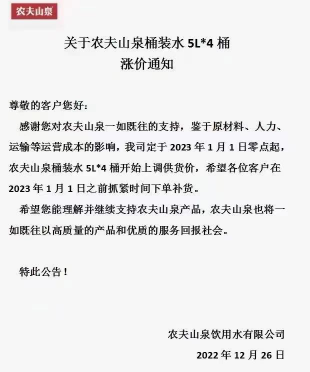 农夫山泉
关于农夫山泉桶装水 5L*4 桶
涨价通知
尊敬的客户您好:
感谢您对农夫山泉一如既往的支持，鉴于原材料、人力、
运输等运营成本的影响，我司定于 2023 年 1 月 1 日零点起，
农夫山泉桶装水 5L*4 桶开始上调供货价，希望各位客户在
2023 年 1 月 1 日之前抓紧时间下单补货。
希望您能理解并继续支持农夫山泉产品，农夫山泉也将一
如既往以高质量的产品和优质的服务回报社会。
特此公告！
农夫山泉饮用水有限公司
2022 年 12 月 26 日